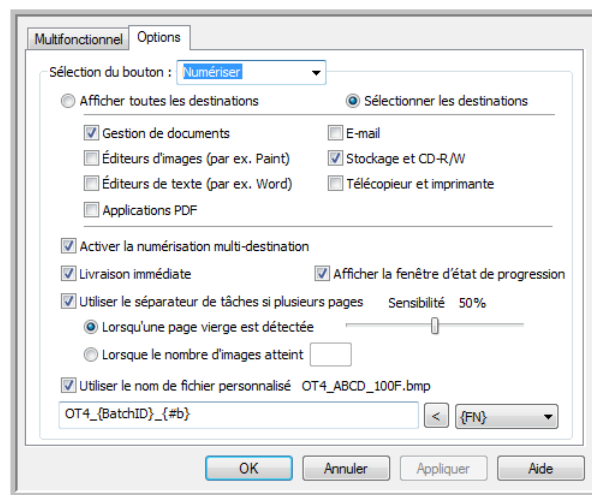 Multifonctionnel Options
Sélection du bouton : Numériser
Afficher toutes les destinations Sélectionner les destinations
Gestion de documents E-mail
Éditeurs d'images (par ex. Paint) Stockage et CD-R/W
Éditeurs de texte (par ex. Word) Télécopieur et imprimante
Applications PDF
Activer la numérisation multi-destination
Livraison immédiate Afficher la fenêtre d'état de progression
Utiliser le séparateur de tâches si plusieurs pages Sensibilité 50%
Lorsqu'une page vierge est détectée
Lorsque le nombre d'images atteint
Utiliser le nom de fichier personnalisé OT4_ABCD_100F.bmp
OT4_{BatchID}_{#b} < {FN}
OK Annuler Appliquer Aide